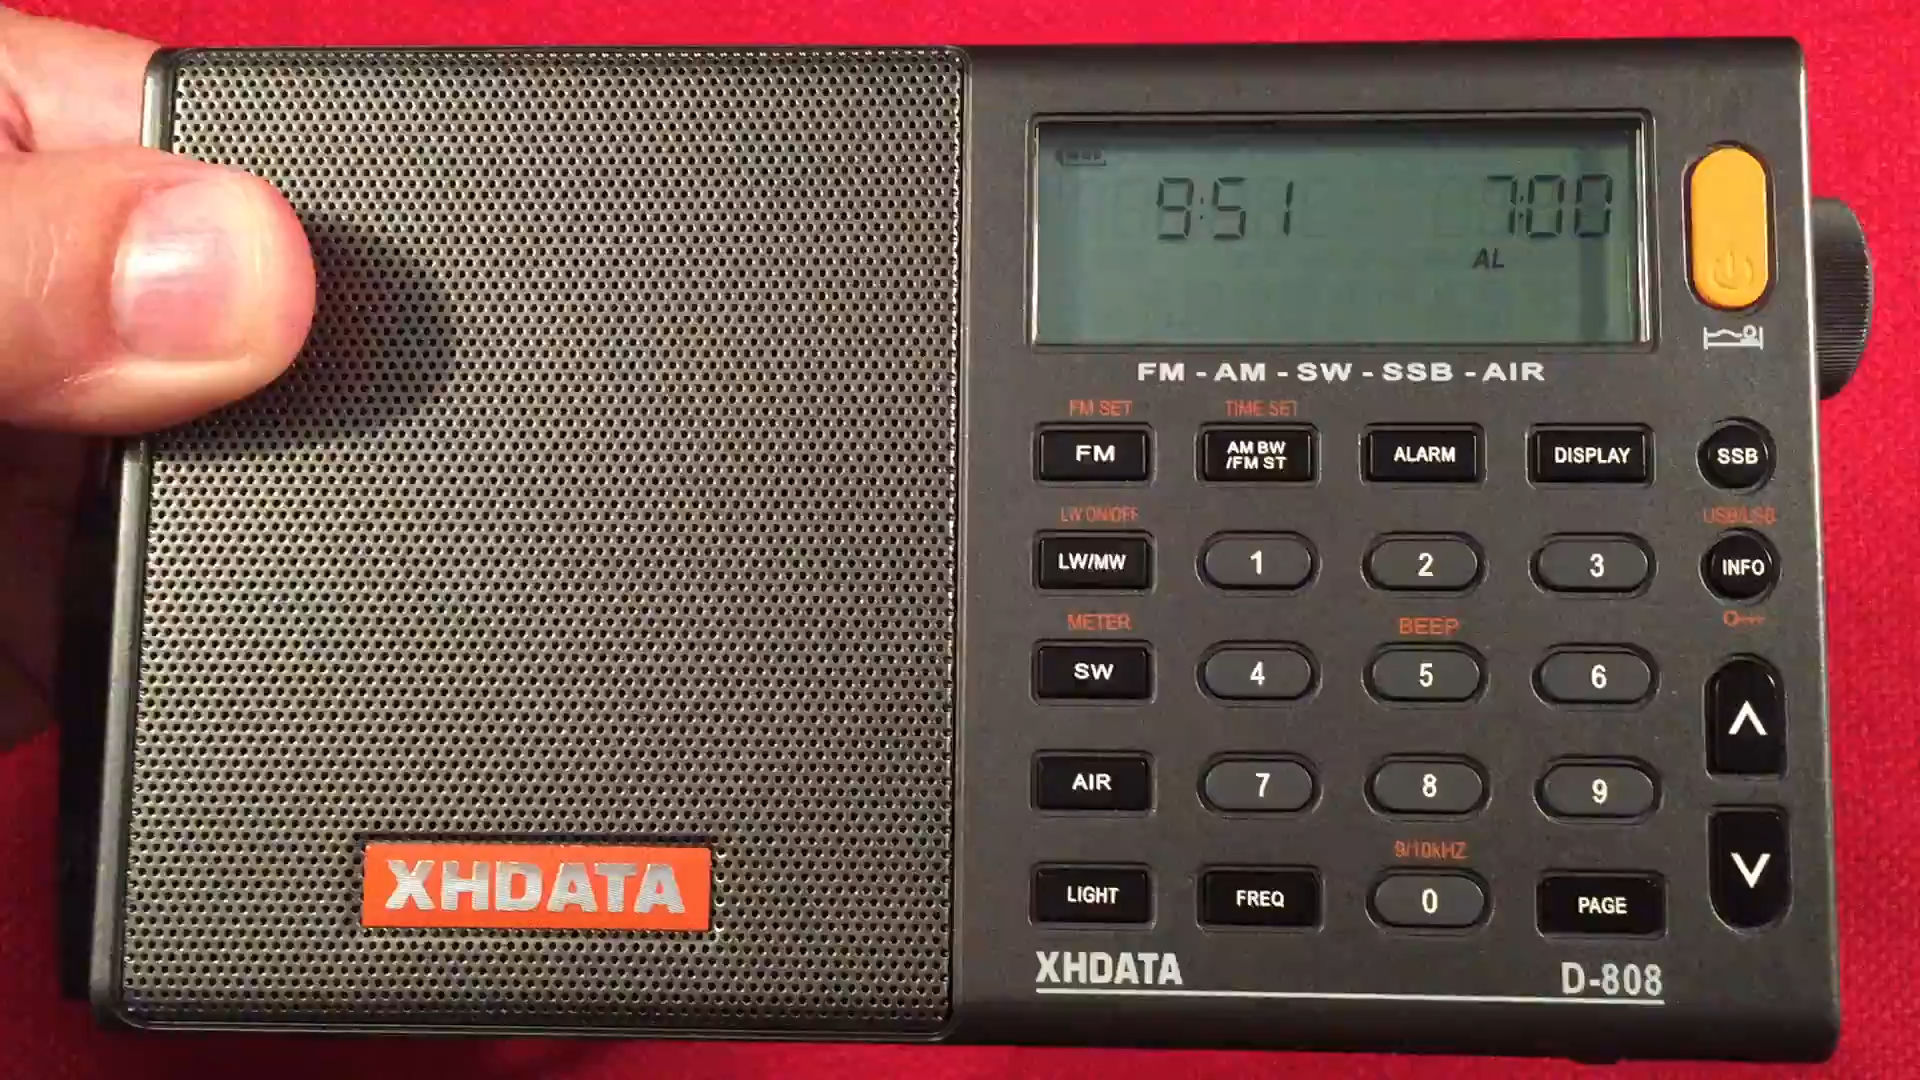 9:51 7:00
AL
FM - AM - SW - SSB - AIR
FM SET TIME SET
FM AM BW /FM ST ALARM DISPLAY SSB
LW ON/OFF USB/LSB
LW/MW 1 2 3 INFO
METER BEEP
SW 4 5 6
AIR 7 8 9
9/10kHZ
LIGHT FREQ 0 PAGE
XHDATA
XHDATA D-808